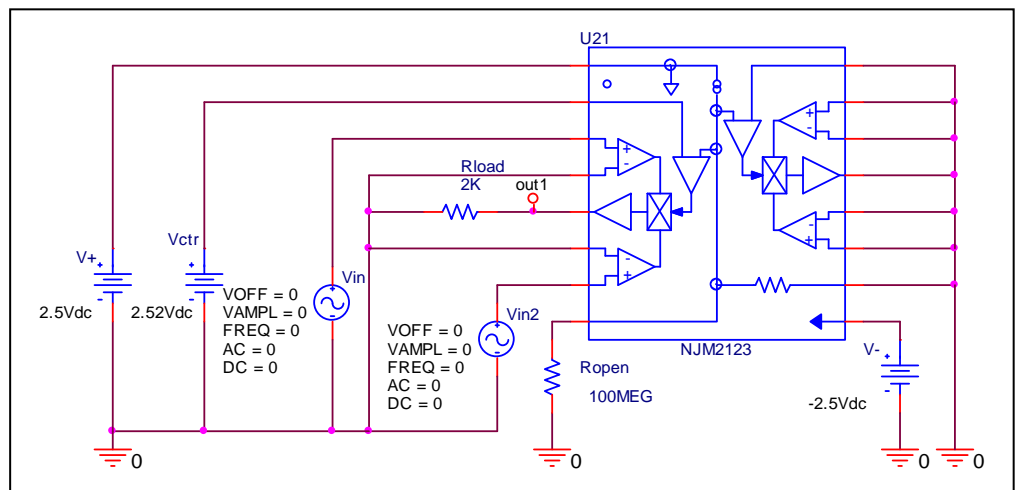 U21
Rload
2K
out1
V+
2.5Vdc
Vctr
2.52Vdc
Vin
VOFF = 0
VAMPL = 0
FREQ = 0
AC = 0
DC = 0
Vin2
VOFF = 0
VAMPL = 0
FREQ = 0
AC = 0
DC = 0
NJM2123
Ropen
100MEG
V-
-2.5Vdc
0
0
0
0